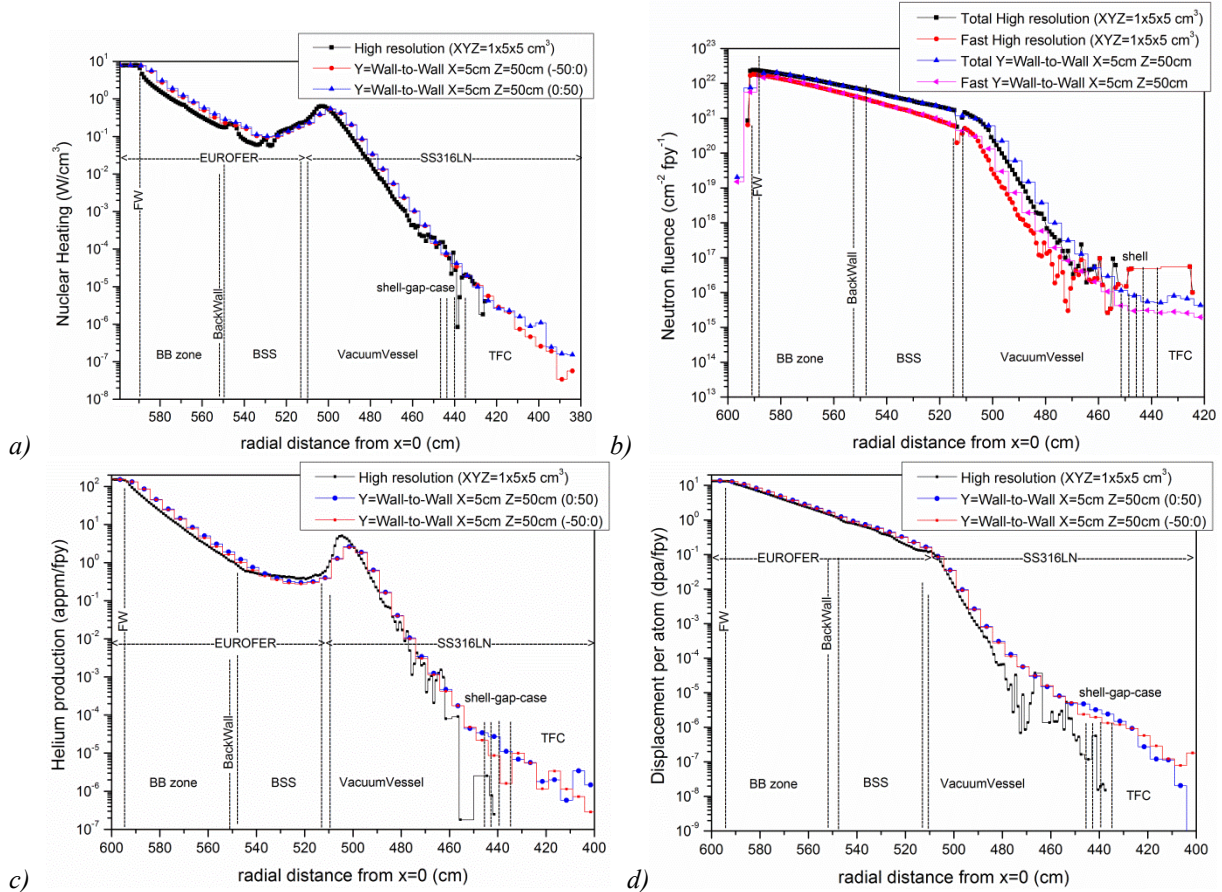 a)
High resolution (XYZ=1x5x5 cm³)
Y=Wall-to-Wall X=5cm Z=50cm (-50:0)
Y=Wall-to-Wall X=5cm Z=50cm (0:50)
Nuclear Heating (W/cm³)
10² 10¹ 10⁰ 10⁻¹ 10⁻² 10⁻³ 10⁻⁴ 10⁻⁵ 10⁻⁶ 10⁻⁷ 10⁻⁸
EUROFER SS316LN
FW
BackWall
shell-gap-case
BB zone BSS VacuumVessel TFC
580 560 540 520 500 480 460 440 420 400 380
radial distance from x=0 (cm)
b)
Total High resolution (XYZ=1x5x5 cm³)
Fast High resolution (XYZ=1x5x5 cm³)
Total Y=Wall-to-Wall X=5cm Z=50cm
Fast Y=Wall-to-Wall X=5cm Z=50cm
Neutron fluence (cm⁻² fpy⁻¹)
10²³ 10²² 10²¹ 10²⁰ 10¹⁹ 10¹⁸ 10¹⁷ 10¹⁶ 10¹⁵ 10¹⁴ 10¹³
FW
BackWall
shell
BB zone BSS VacuumVessel TFC
600 580 560 540 520 500 480 460 440 420
radial distance from x=0 (cm)
c)
High resolution (XYZ=1x5x5 cm³)
Y=Wall-to-Wall X=5cm Z=50cm (0:50)
Y=Wall-to-Wall X=5cm Z=50cm (-50:0)
Helium production (appm/fpy)
10² 10¹ 10⁰ 10⁻¹ 10⁻² 10⁻³ 10⁻⁴ 10⁻⁵ 10⁻⁶ 10⁻⁷
FW
EUROFER SS316LN
BackWall
shell-gap-case
BB zone BSS VacuumVessel TFC
600 580 560 540 520 500 480 460 440 420 400
radial distance from x=0 (cm)
d)
High resolution (XYZ=1x5x5 cm³)
Y=Wall-to-Wall X=5cm Z=50cm (0:50)
Y=Wall-to-Wall X=5cm Z=50cm (-50:0)
Displacement per atom (dpa/fpy)
10¹ 10⁰ 10⁻¹ 10⁻² 10⁻³ 10⁻⁴ 10⁻⁵ 10⁻⁶ 10⁻⁷ 10⁻⁸ 10⁻⁹
EUROFER SS316LN
FW
BackWall
shell-gap-case
BB zone BSS VacuumVessel TFC
600 580 560 540 520 500 480 460 440 420 400
radial distance from x=0 (cm)